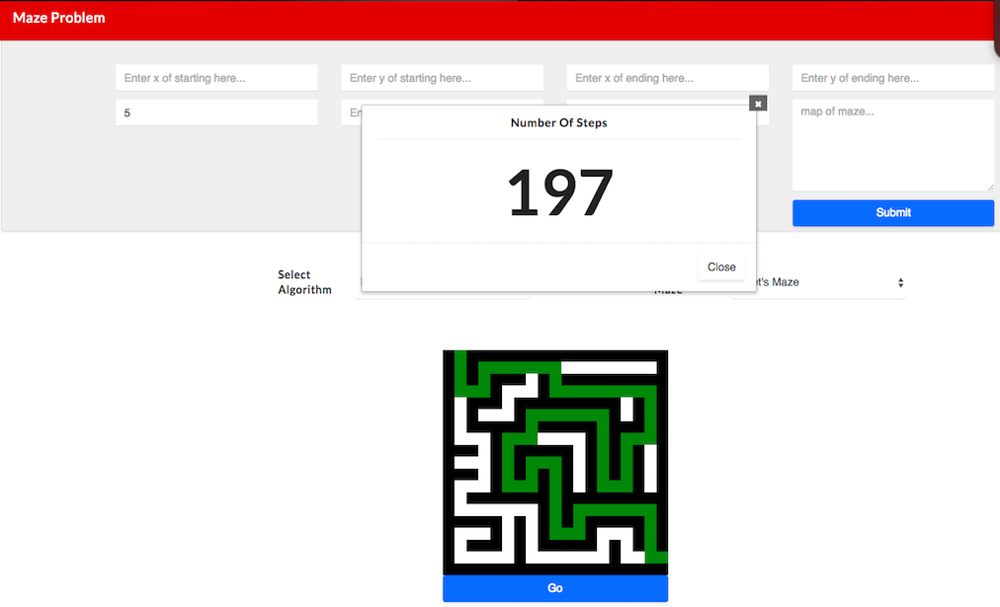 Maze Problem
Enter x of starting here...
Enter y of starting here...
Enter x of ending here...
Enter y of ending here...
5
En
map of maze...
Number Of Steps
197
Submit
Close
Select
Algorithm
t's Maze
Maze
Go